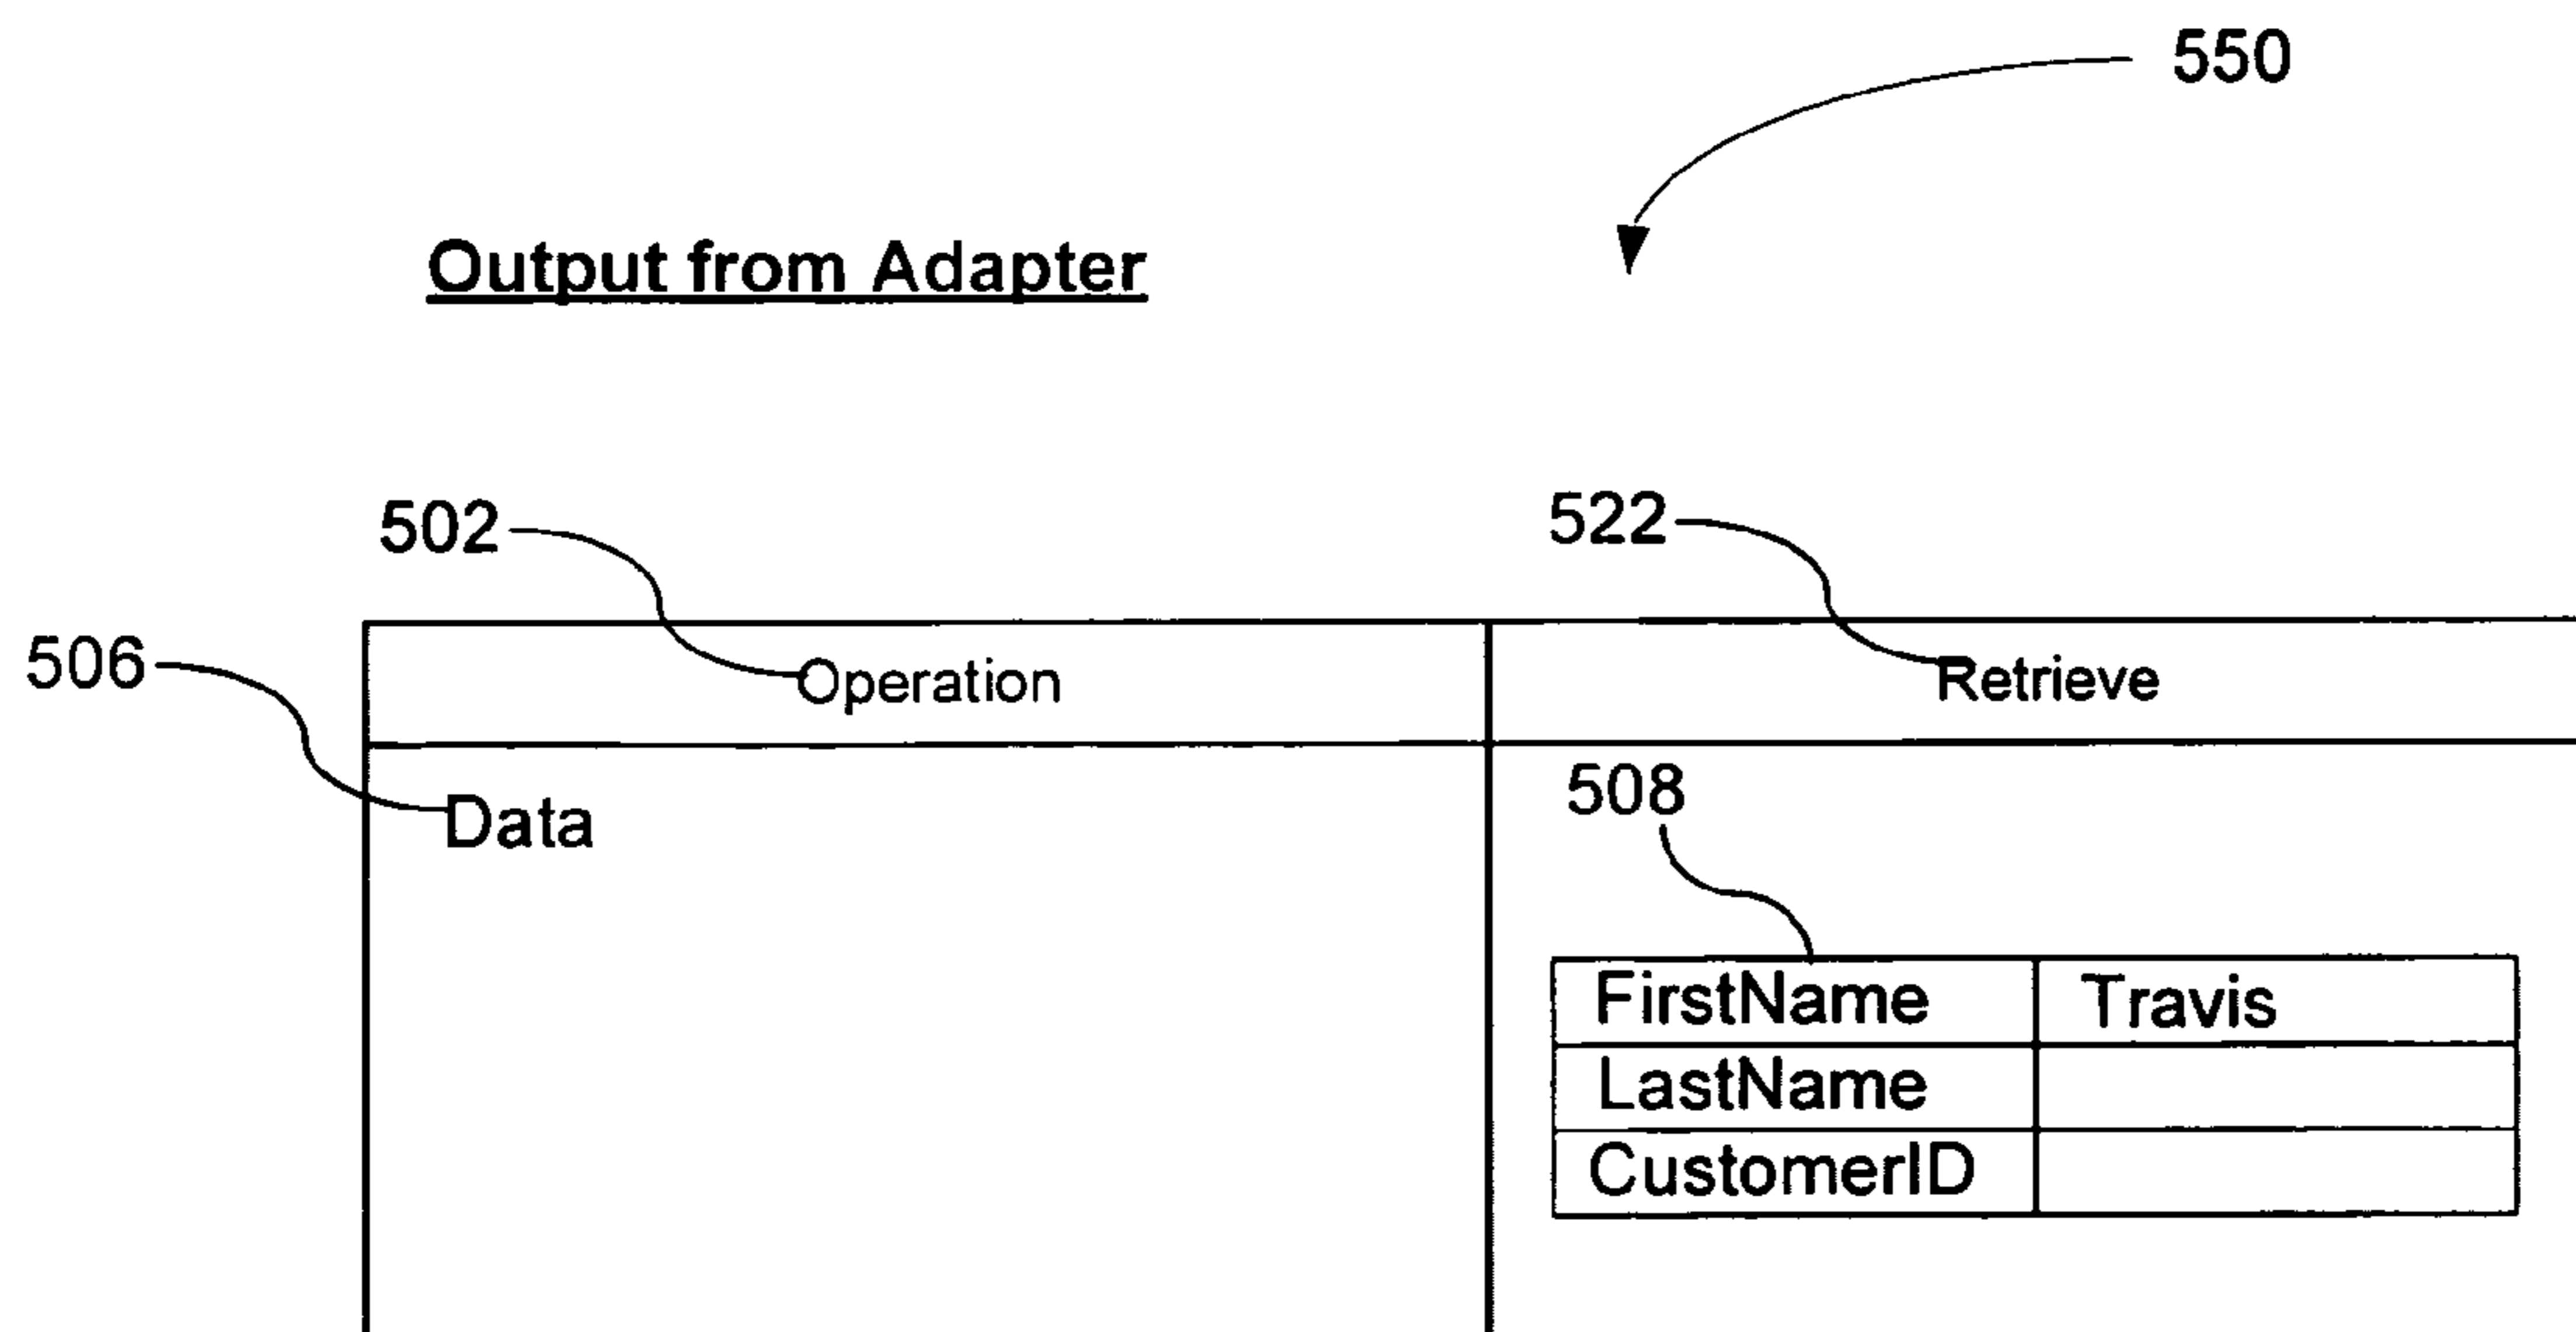 550
Output from Adapter
502
522
506
Operation
Retrieve
Data
508
FirstName
Travis
LastName
CustomerID